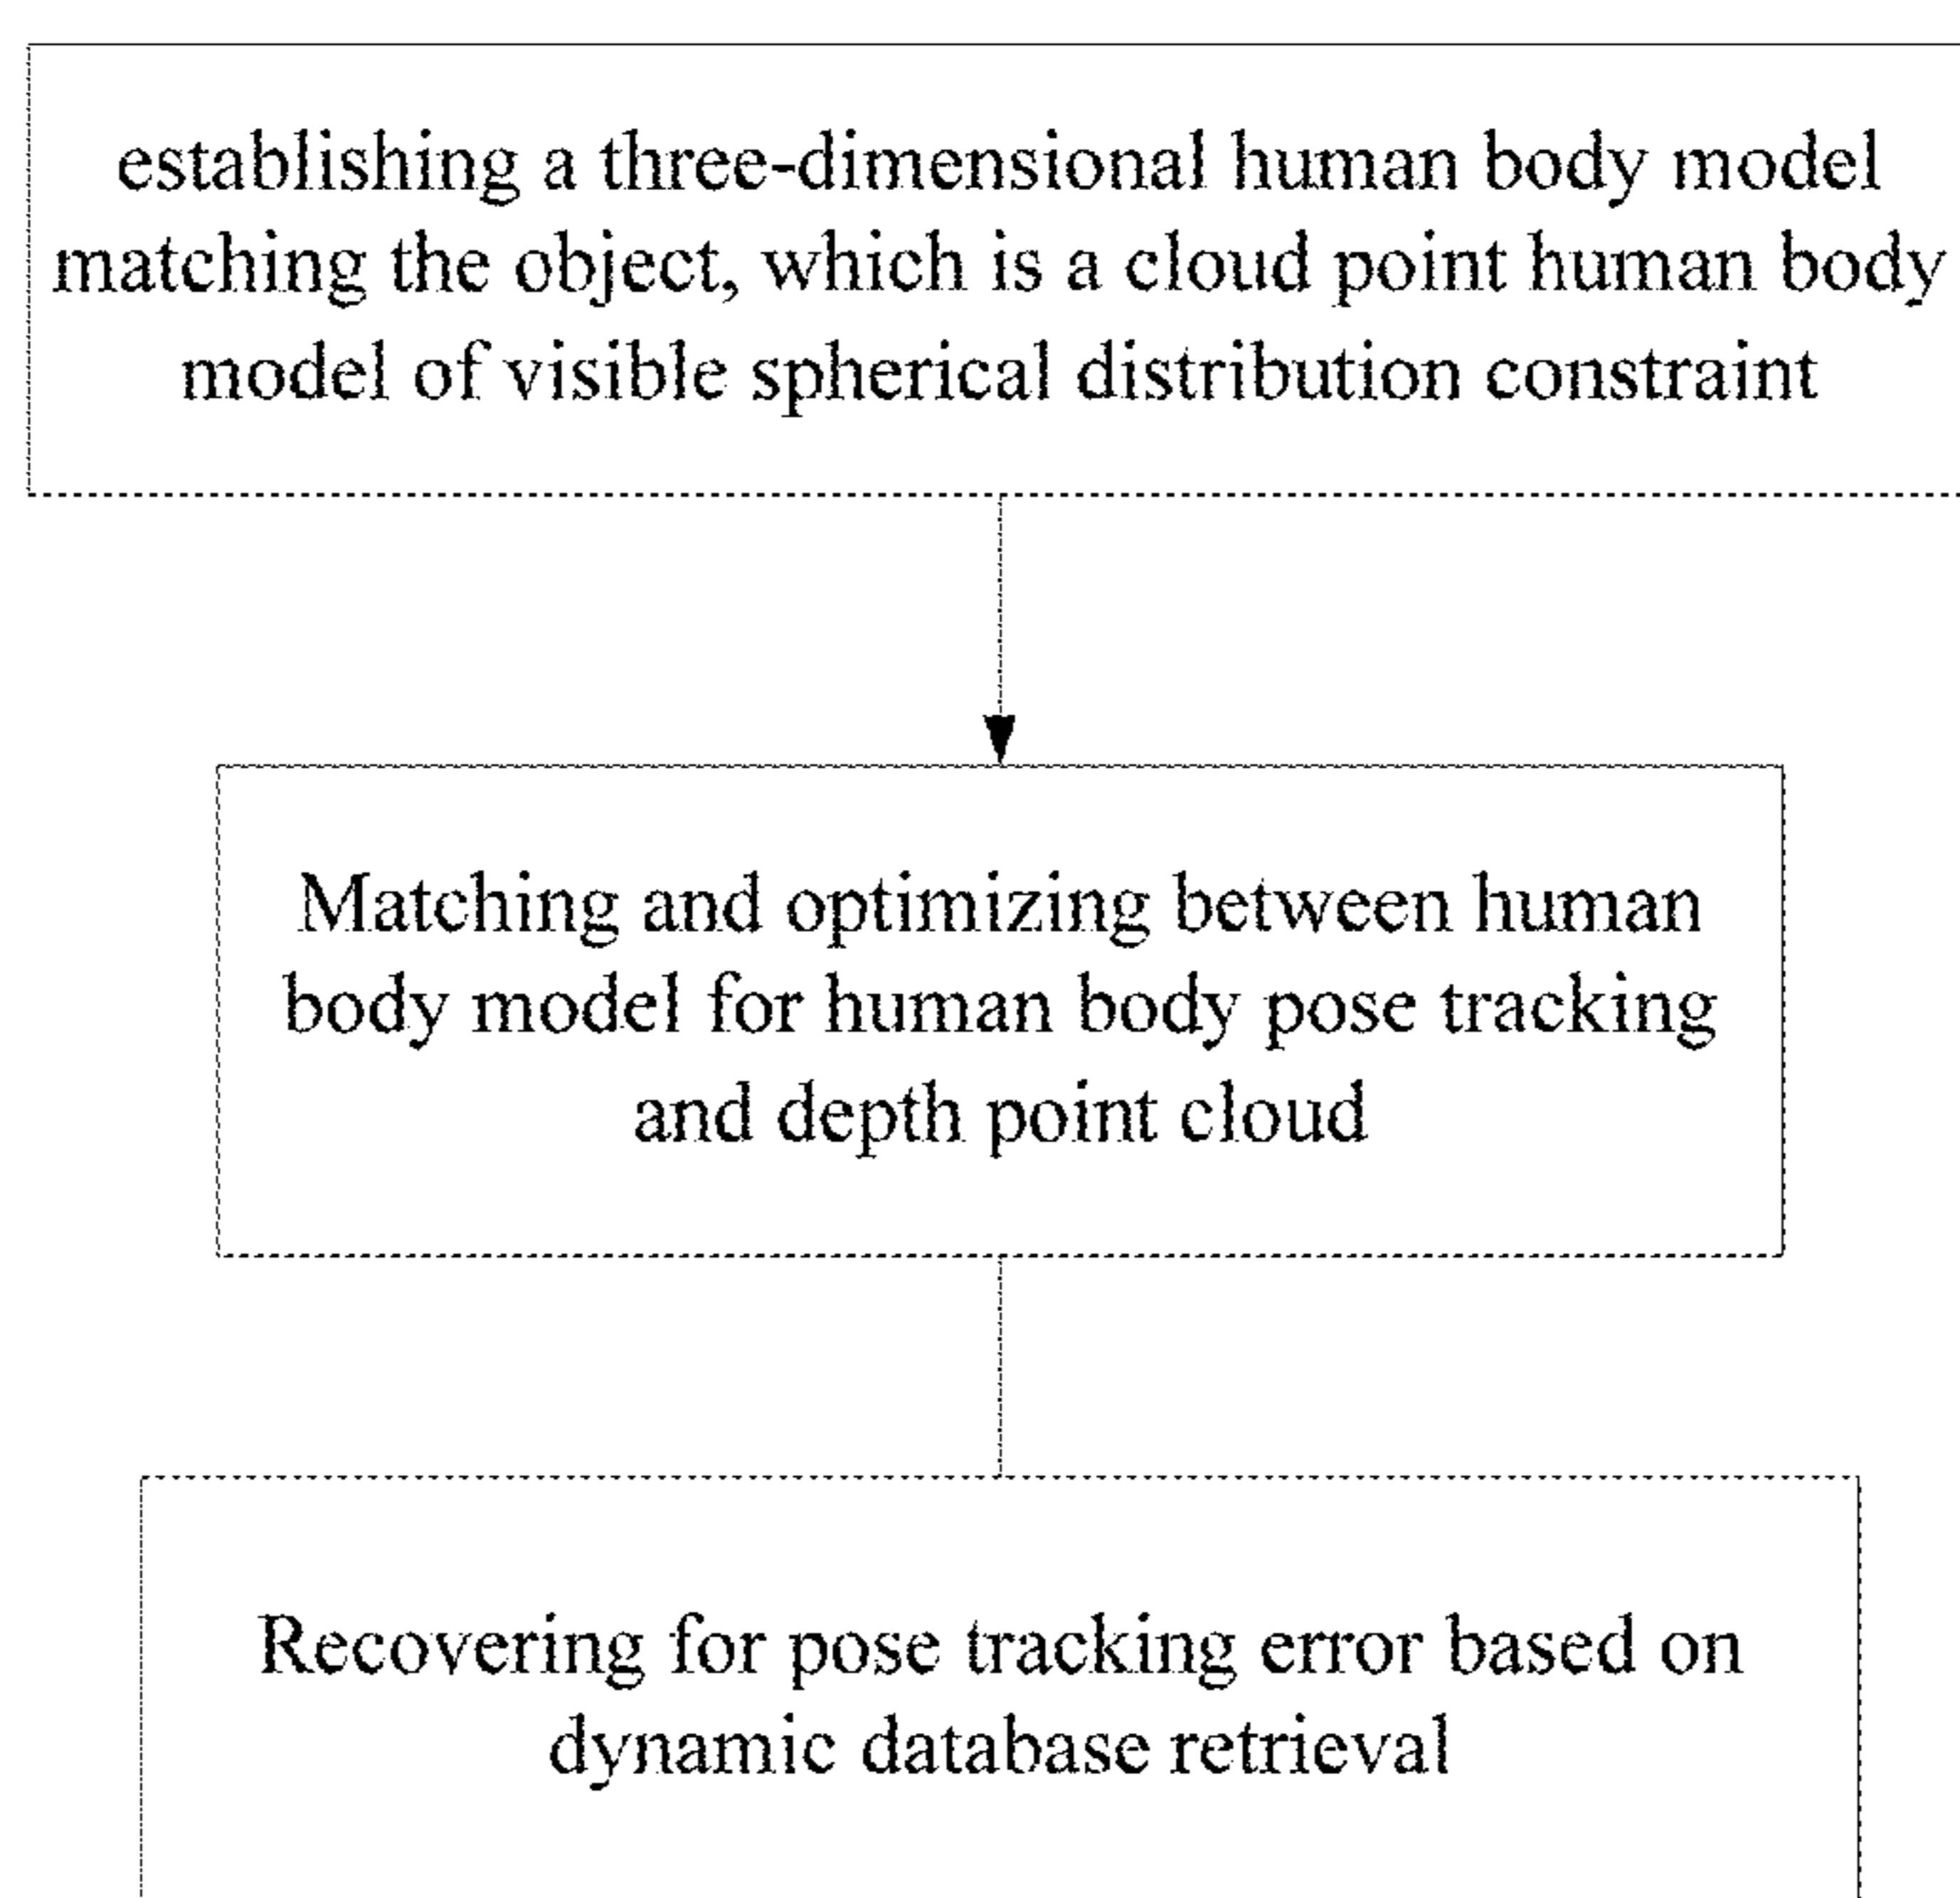 establishing a three-dimensional human body model
matching the object, which is a cloud point human body
model of visible spherical distribution constraint
Matching and optimizing between human
body model for human body pose tracking
and depth point cloud
Recovering for pose tracking error based on
dynamic database retrieval